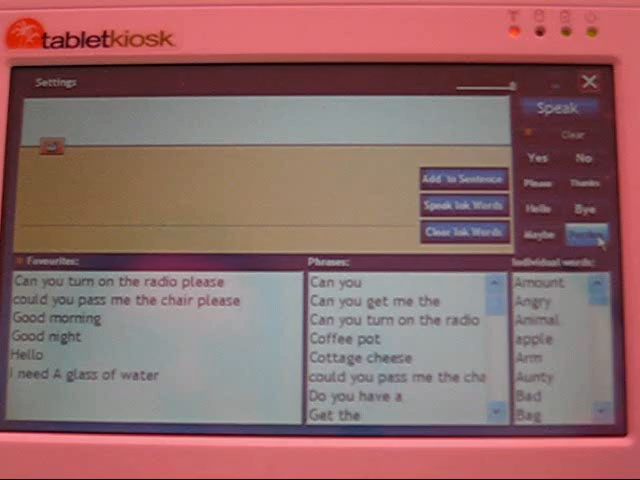 tabletkiosk
Settings
Speak
Clear
Yes No
Please Thanks
Hello Bye
Maybe
Add to Sentence
Speak Ink Words
Clear Ink Words
Favourites:
Can you turn on the radio please
could you pass me the chair please
Good morning
Good night
Hello
I need A glass of water
Phrases:
Can you
Can you get me the
Can you turn on the radio
Coffee pot
Cottage cheese
could you pass me the cha
Do you have a
Get the
Individual words:
Amount
Angry
Animal
apple
Arm
Aunty
Bad
Bag